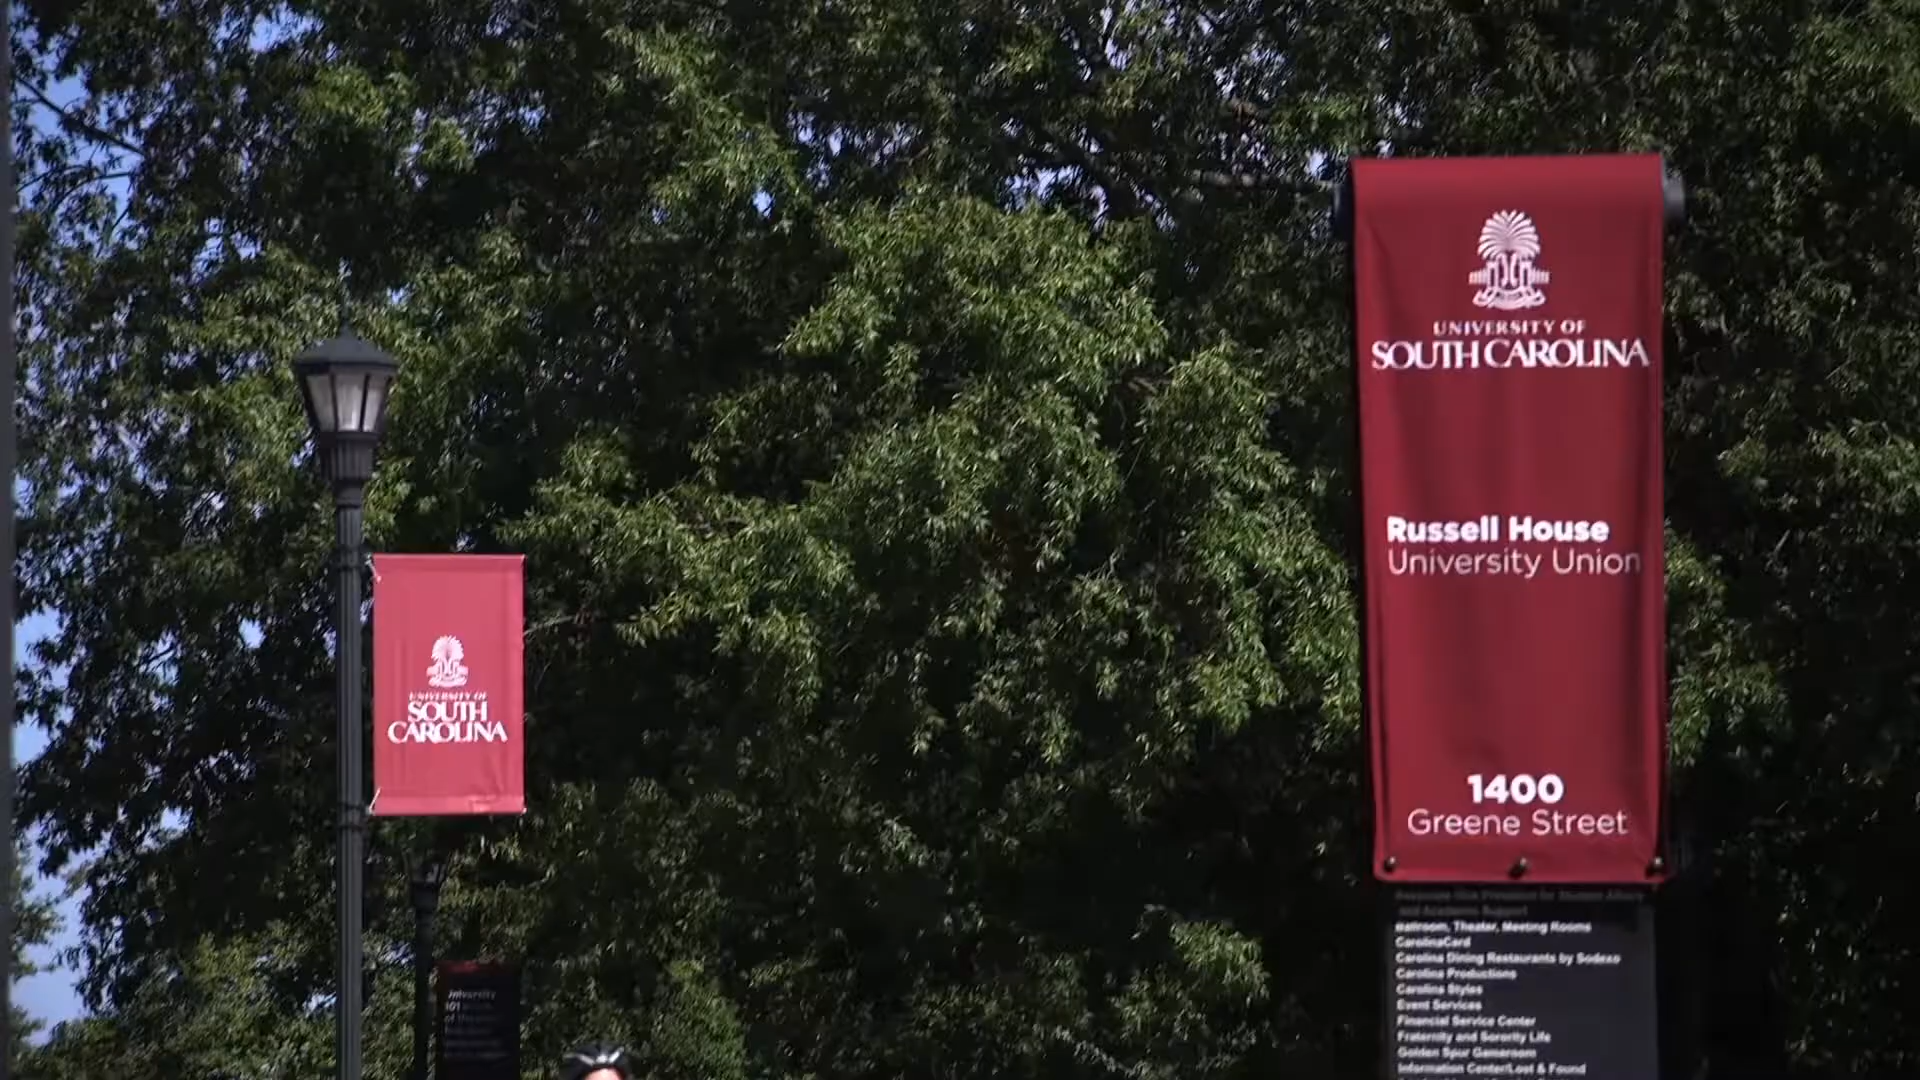 UNIVERSITY OF
SOUTH CAROLINA
Russell House
University Union
1400
Greene Street
Ballroom, Theater, Meeting Rooms
CarolinaCard
Carolina Dining Restaurants by Sodexo
Carolina Productions
Carolina Styles
Event Services
Financial Service Center
Fraternity and Sorority Life
Golden Spur Gameroom
Information Center/Lost & Found
UNIVERSITY OF
SOUTH
CAROLINA
University
101